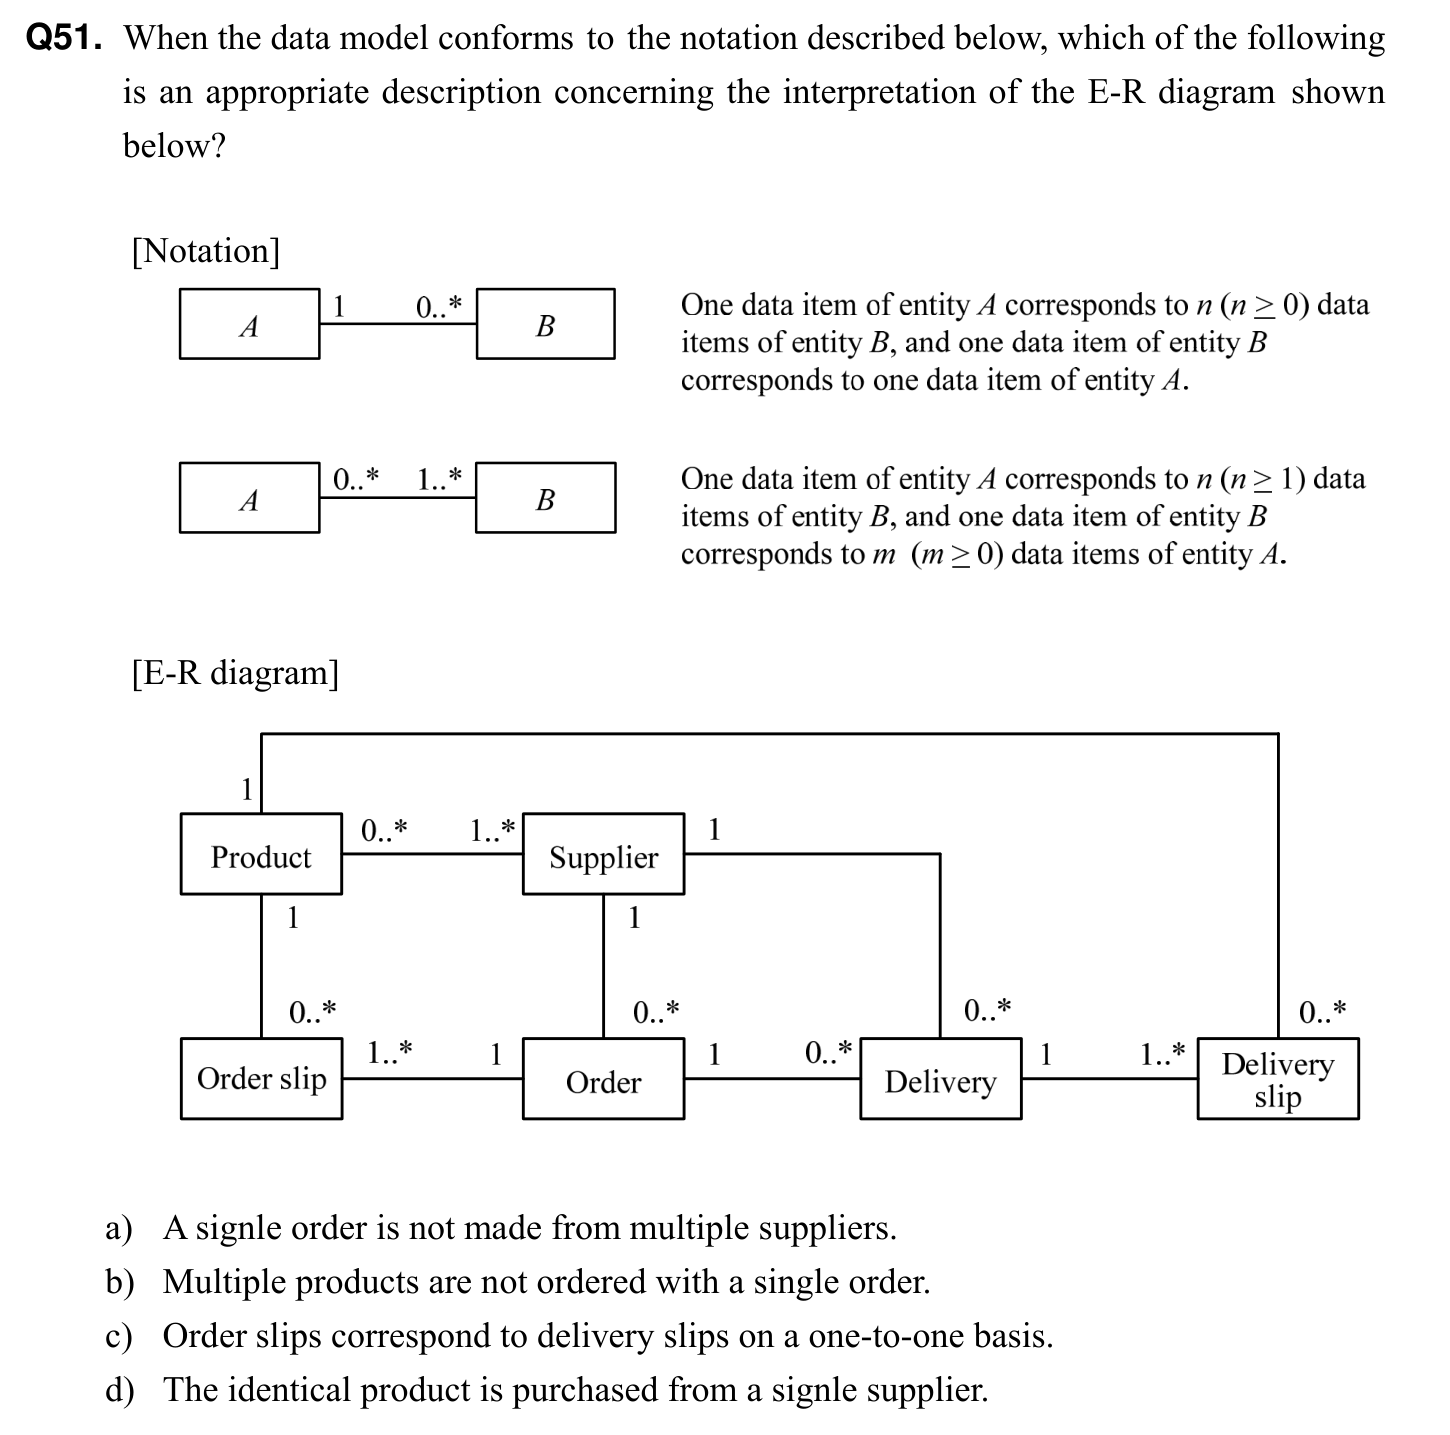 Q51. When the data model conforms to the notation described below, which of the following
is an appropriate description concerning the interpretation of the E-R diagram shown
below?
[Notation]
A 1 0..* B
One data item of entity A corresponds to n (n ≥ 0) data
items of entity B, and one data item of entity B
corresponds to one data item of entity A.
A 0..* 1..* B
One data item of entity A corresponds to n (n ≥ 1) data
items of entity B, and one data item of entity B
corresponds to m (m ≥ 0) data items of entity A.
[E-R diagram]
1
0..* 1..* 1
Product Supplier
1 1
0..* 0..* 0..* 0..*
1..* 1 1 0..* 1 1..*
Order slip Order Delivery Delivery
slip
a) A signle order is not made from multiple suppliers.
b) Multiple products are not ordered with a single order.
c) Order slips correspond to delivery slips on a one-to-one basis.
d) The identical product is purchased from a signle supplier.